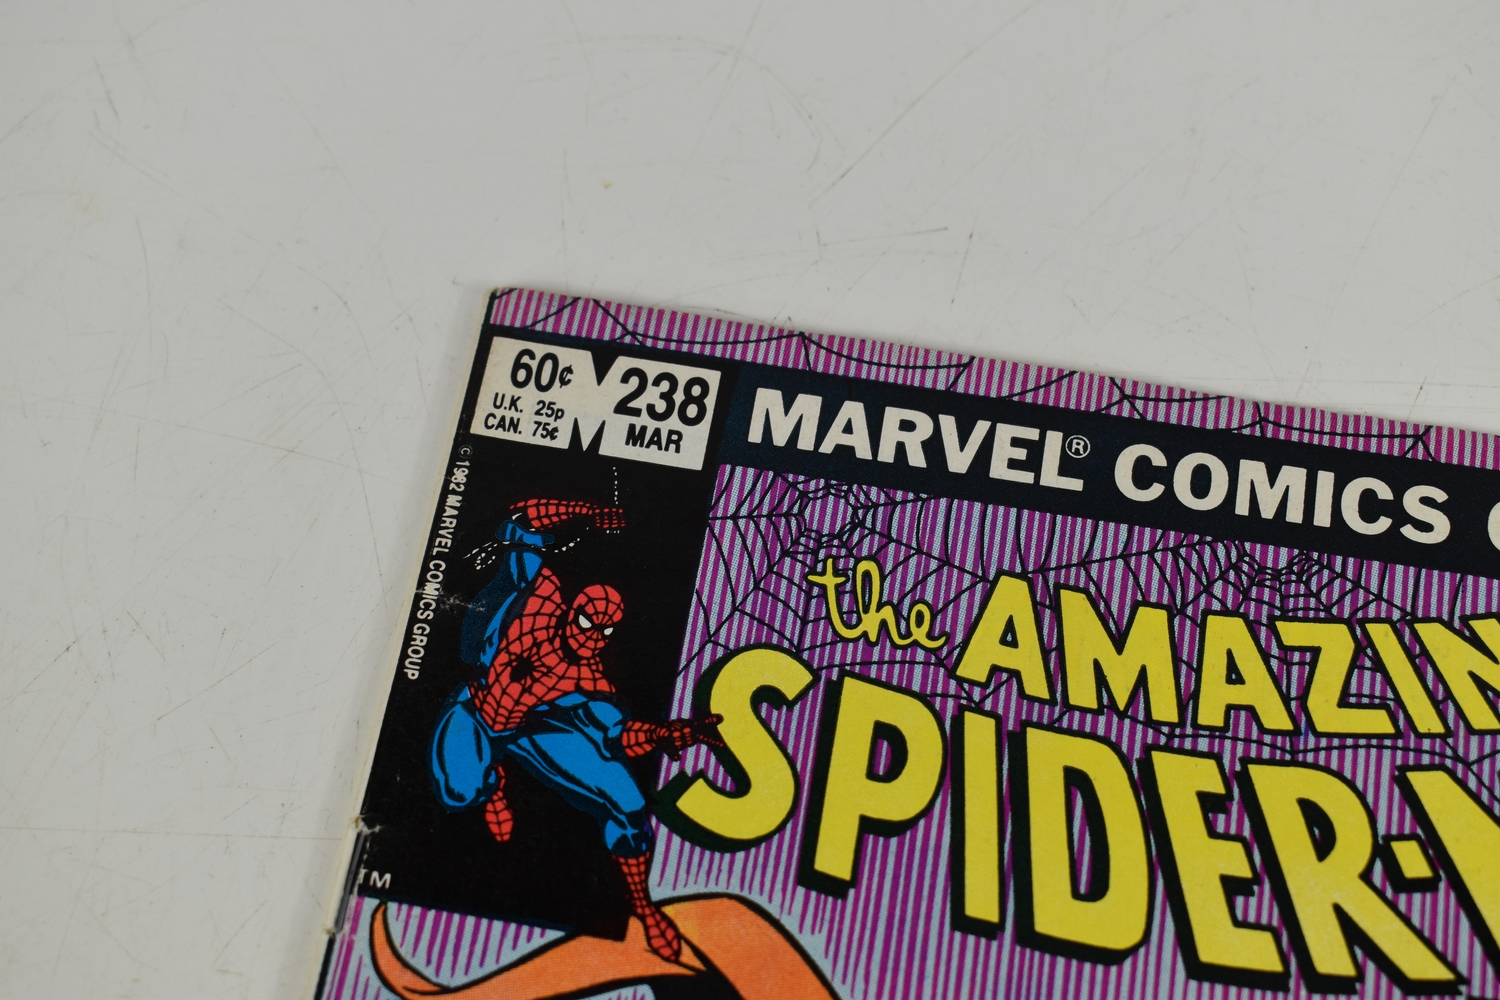 60¢
U.K. 25p
CAN. 75¢
238
MAR
MARVEL® COMICS
© 1982 MARVEL COMICS GROUP
the AMAZIN
SPIDER-
TM